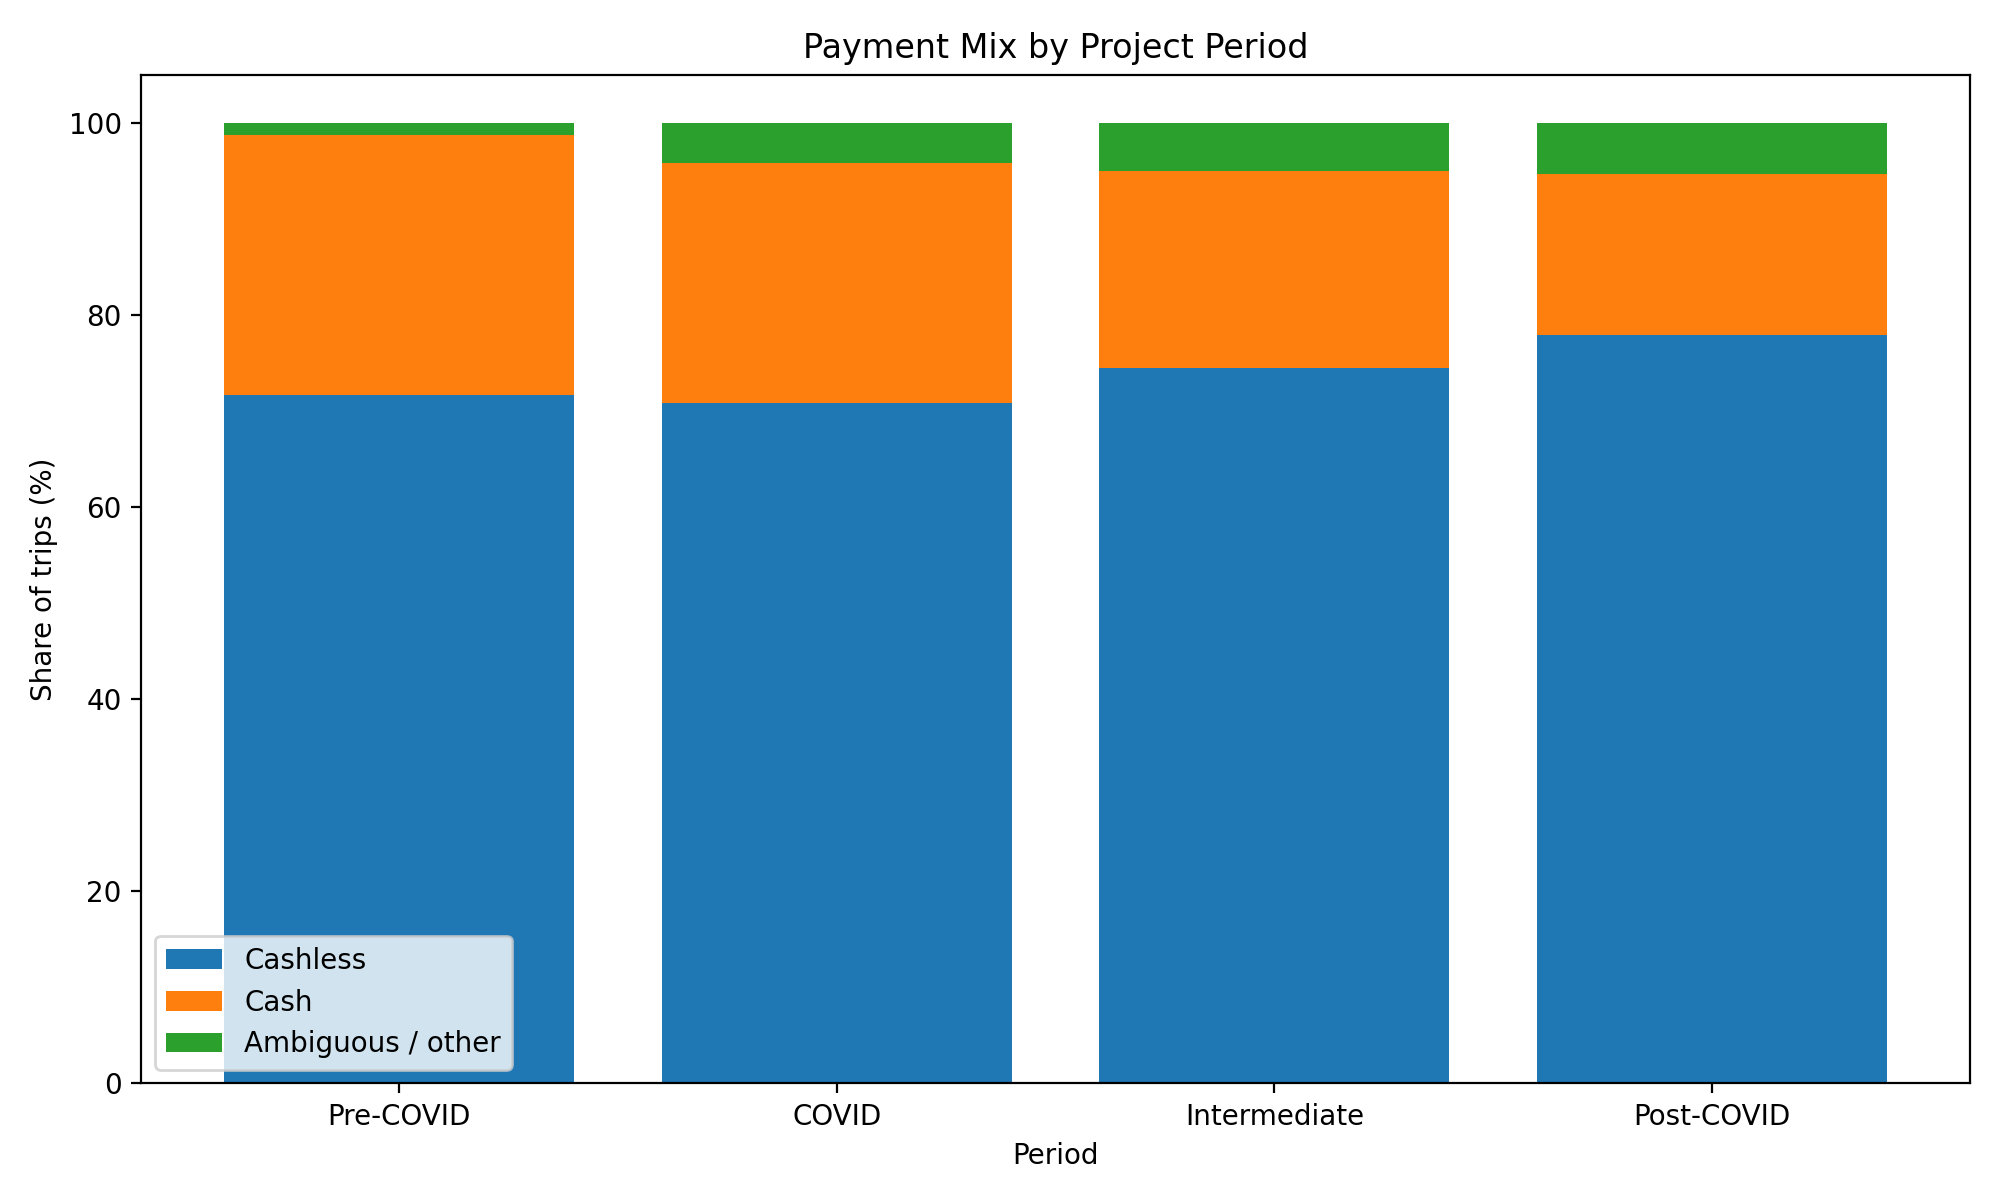 Payment Mix by Project Period
Share of trips (%)
100
80
60
40
20
0
Cashless
Cash
Ambiguous / other
Pre-COVID
COVID
Intermediate
Post-COVID
Period